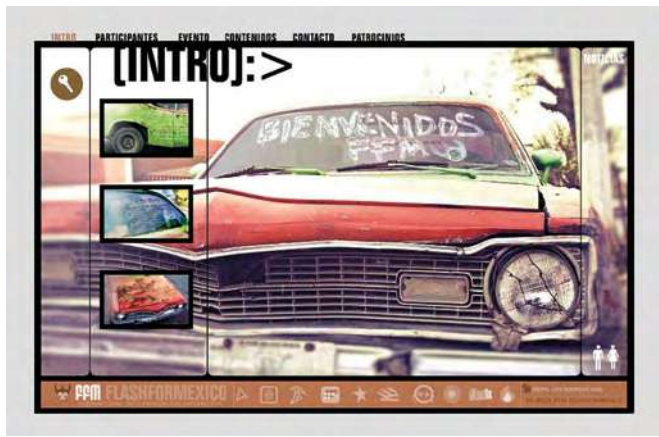 INTRO PARTICIPANTES EVENTO CONTENIDOS CONTACTO PATROCINIOS
[INTRO]:>
NOTICIAS
BIENVENIDOS
FFM
FFM FLASHFORMEXICO